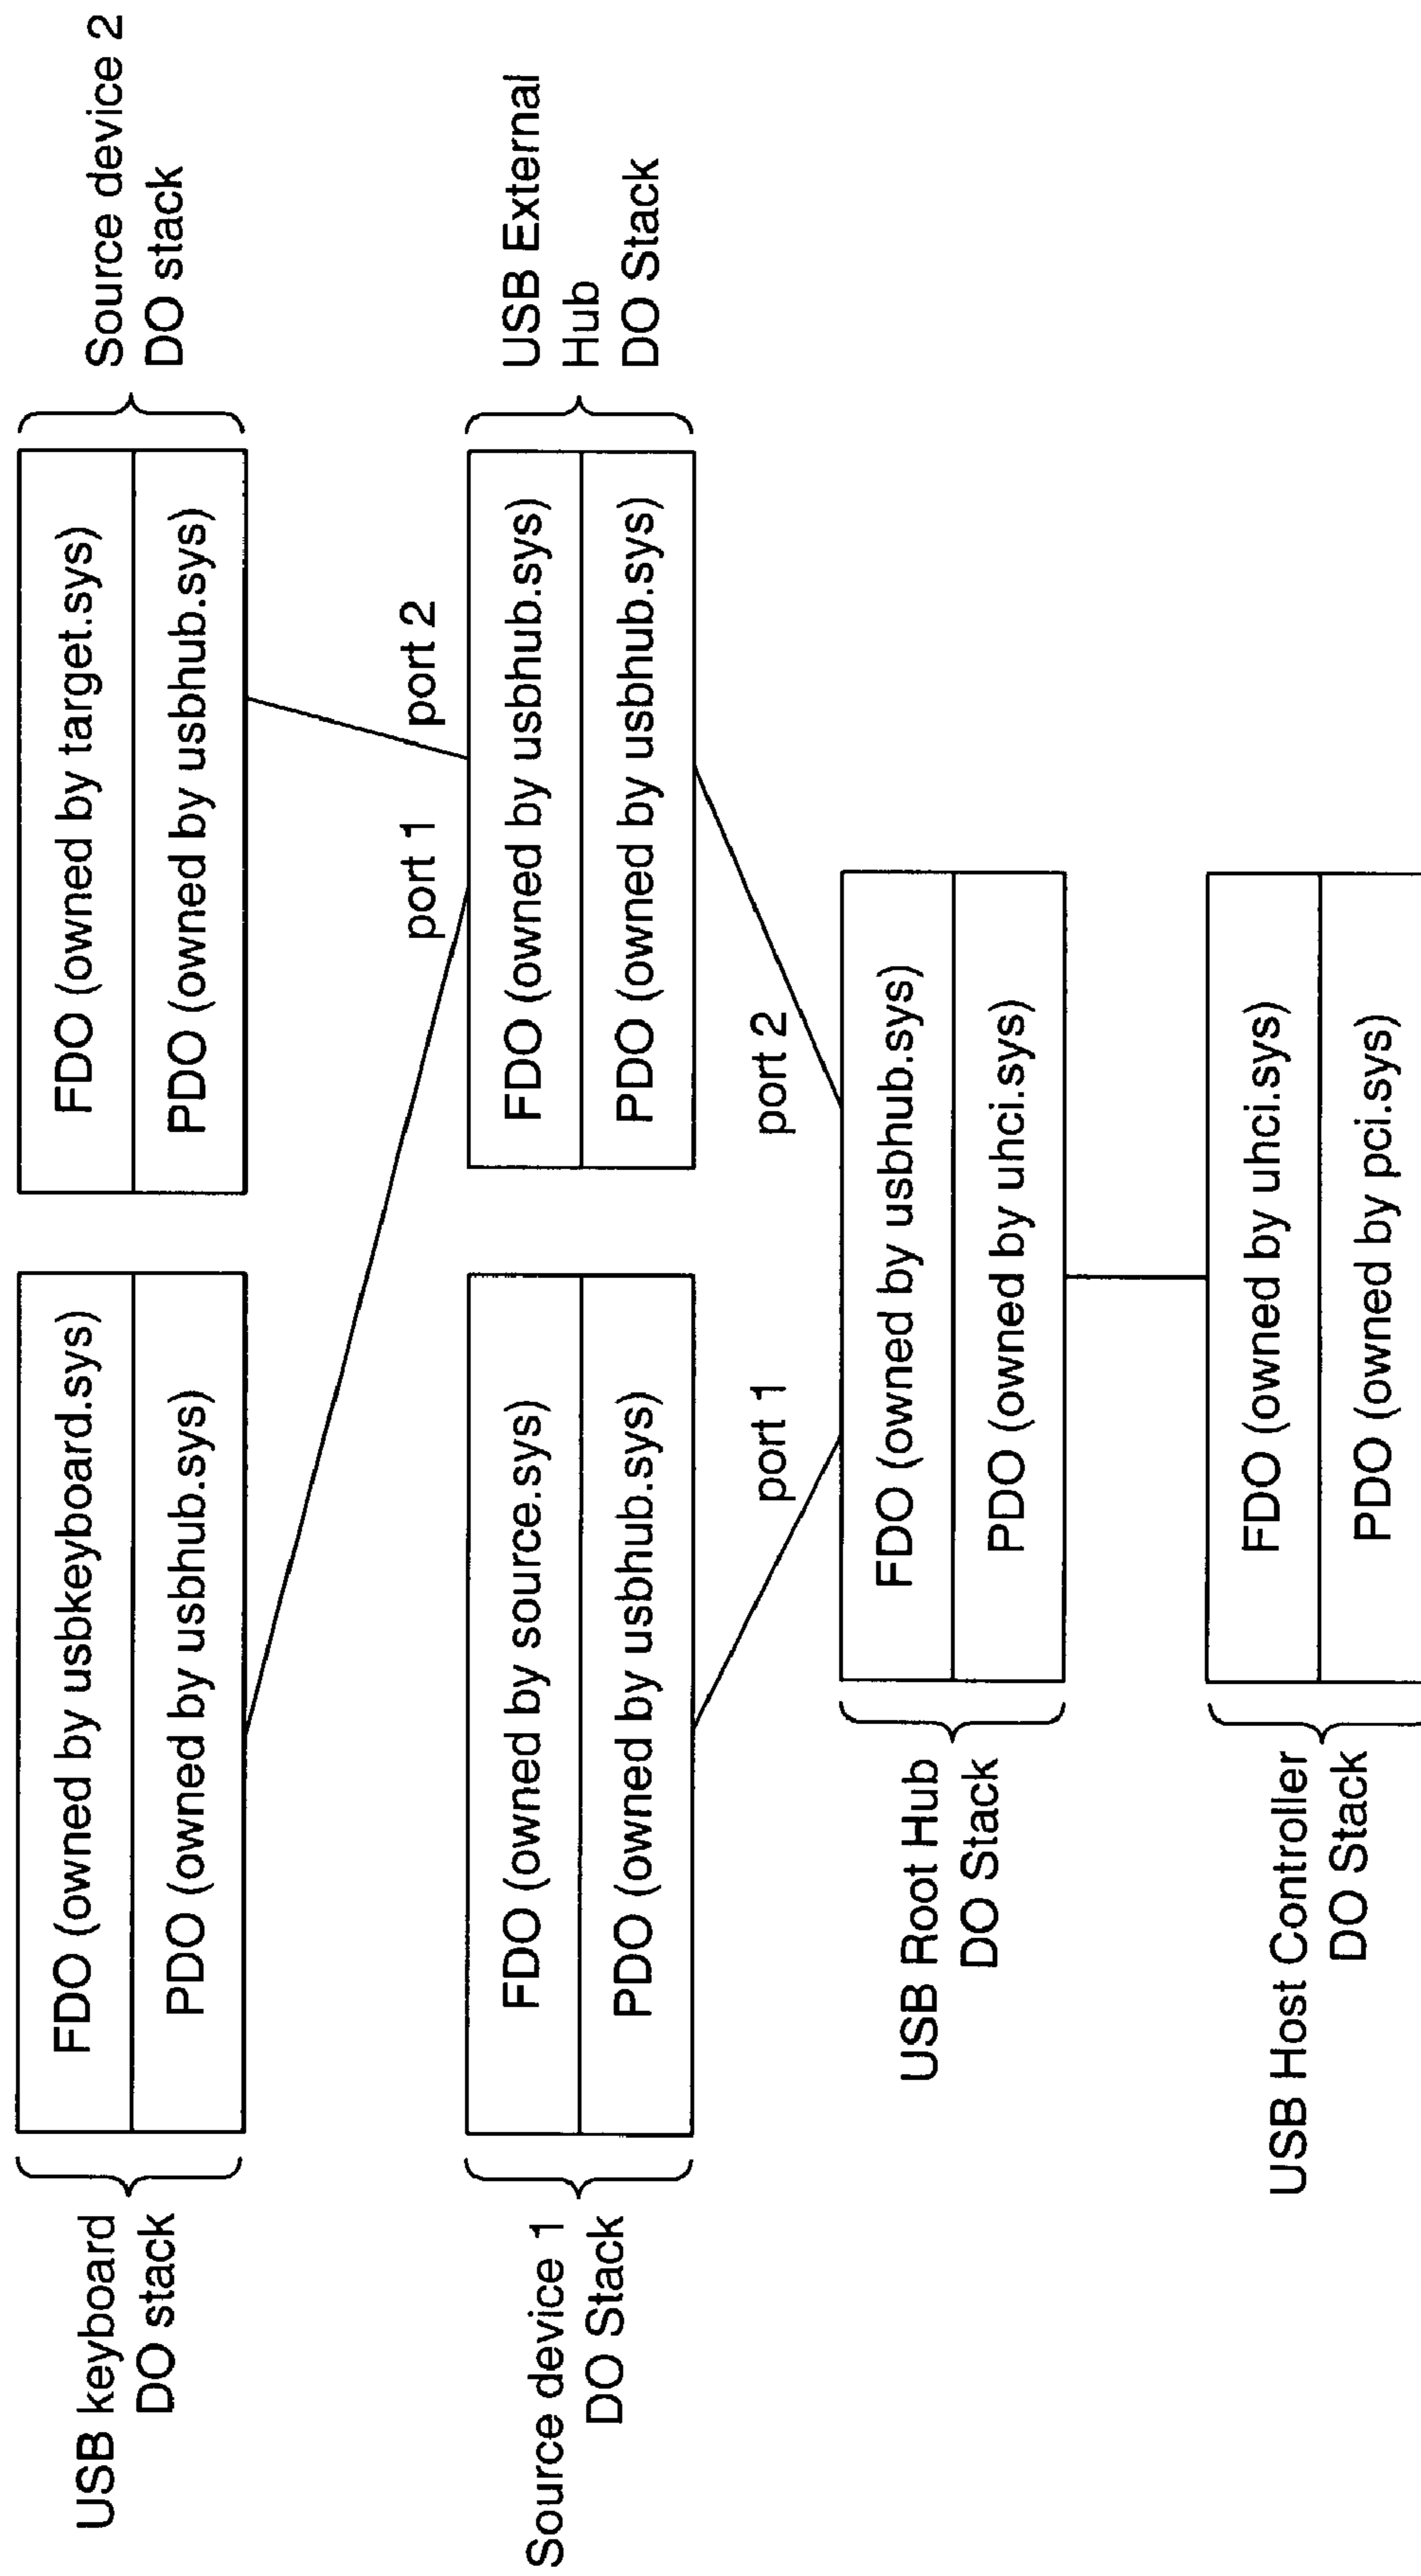 USB keyboard
DO stack
FDO (owned by usbkeyboard.sys)
PDO (owned by usbhub.sys)
FDO (owned by target.sys)
PDO (owned by usbhub.sys)
Source device 2
DO stack
port 1
port 2
Source device 1
DO Stack
FDO (owned by source.sys)
PDO (owned by usbhub.sys)
FDO (owned by usbhub.sys)
PDO (owned by usbhub.sys)
USB External
Hub
DO Stack
port 1
port 2
USB Root Hub
DO Stack
FDO (owned by usbhub.sys)
PDO (owned by uhci.sys)
USB Host Controller
DO Stack
FDO (owned by uhci.sys)
PDO (owned by pci.sys)